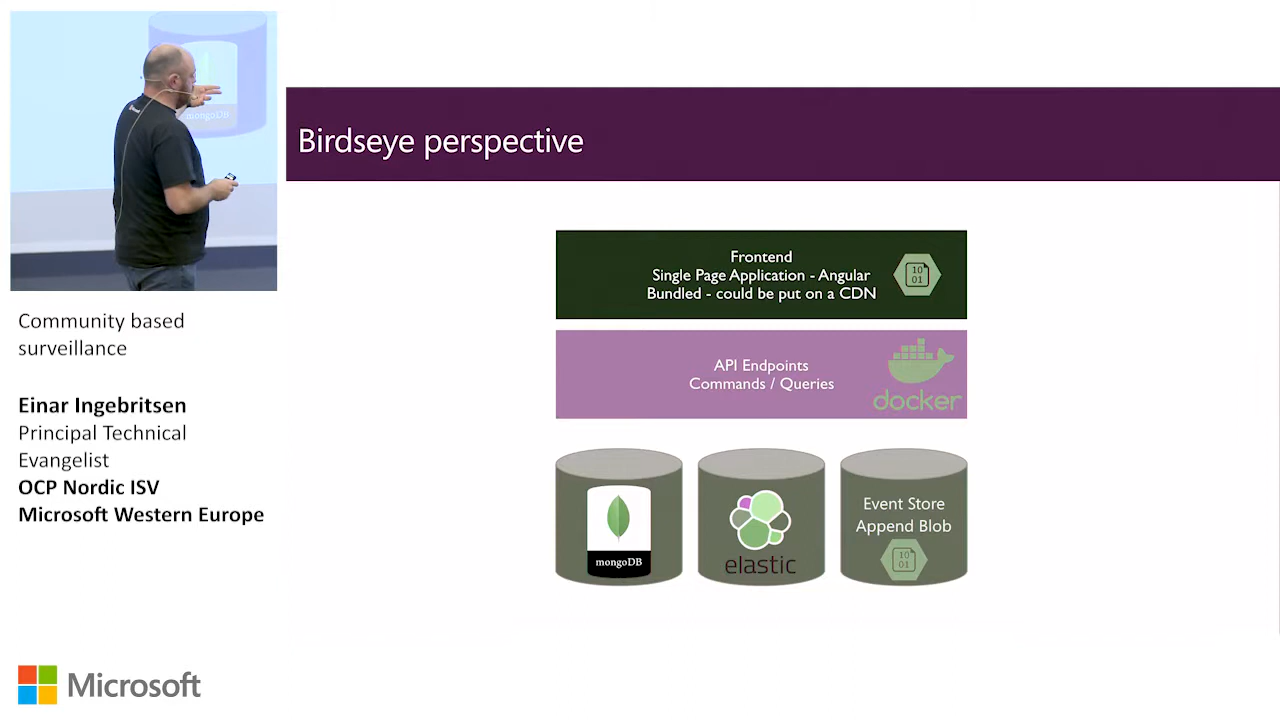 mongoDB
Community based
surveillance
Einar Ingebritsen
Principal Technical
Evangelist
OCP Nordic ISV
Microsoft Western Europe
Microsoft
Birdseye perspective
Frontend
Single Page Application - Angular
Bundled - could be put on a CDN
10
01
API Endpoints
Commands / Queries
docker
mongoDB
elastic
Event Store
Append Blob
10
01